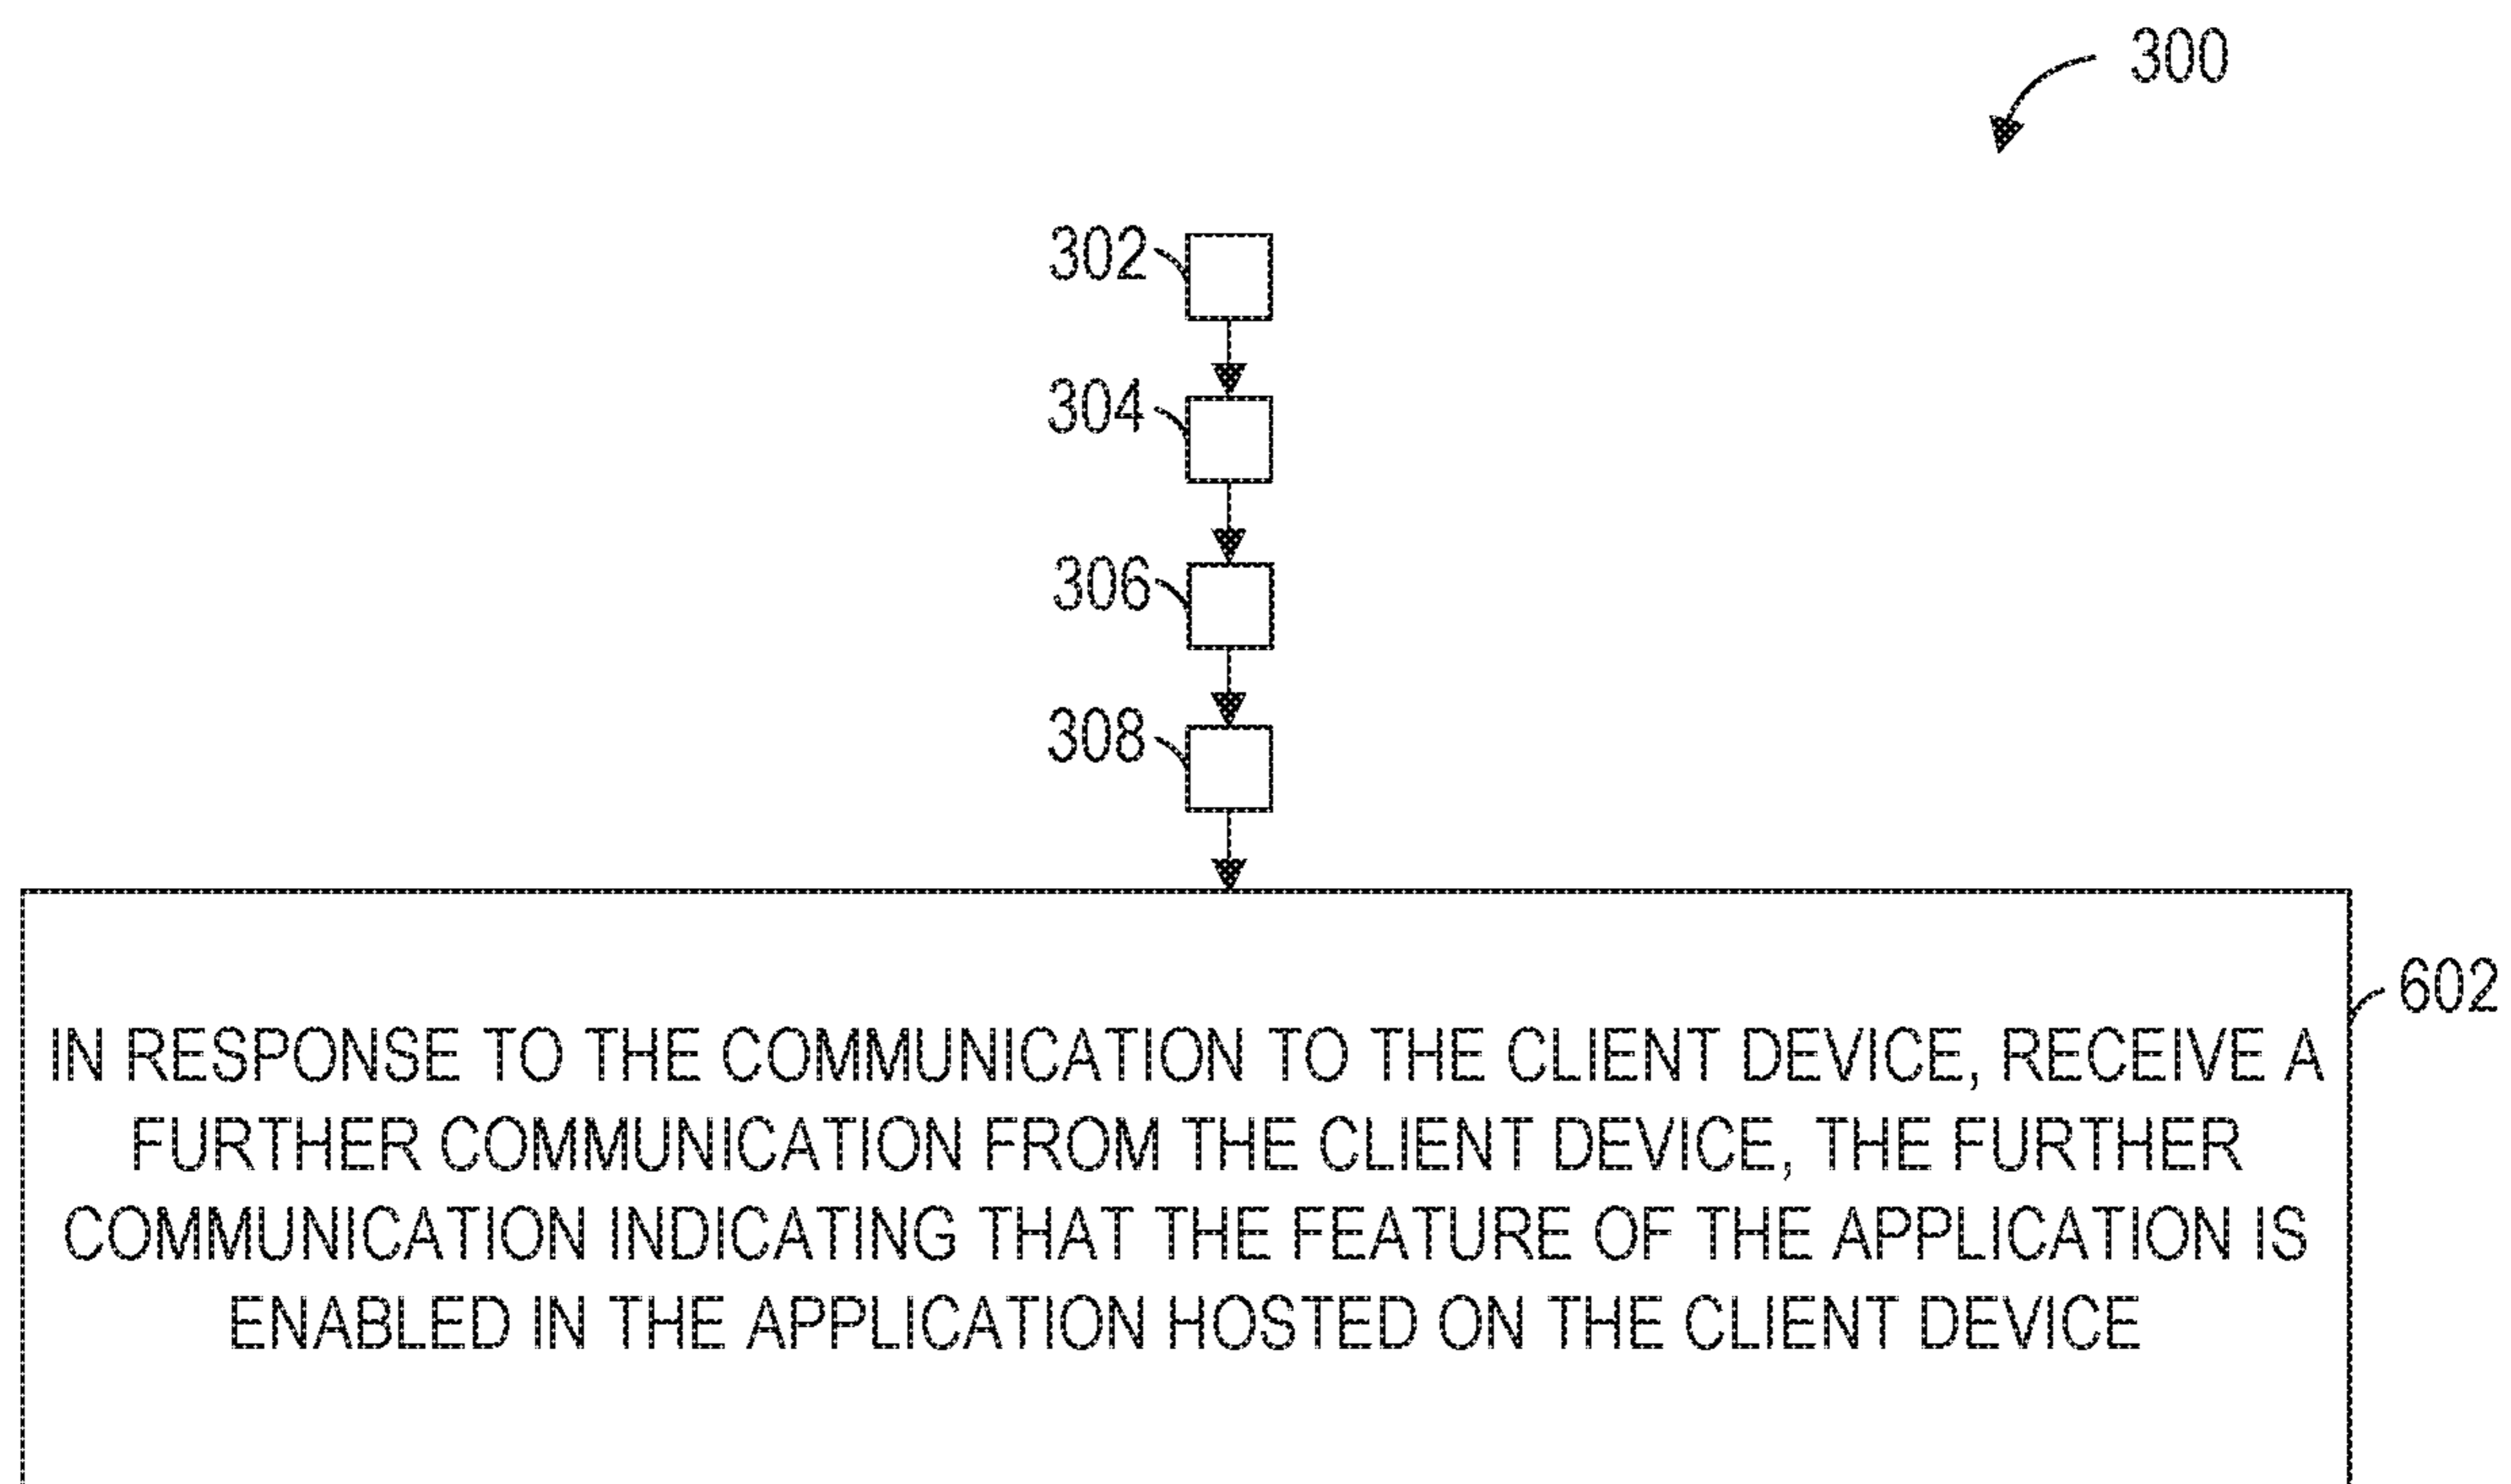 300
302
304
306
308
602
IN RESPONSE TO THE COMMUNICATION TO THE CLIENT DEVICE, RECEIVE A
FURTHER COMMUNICATION FROM THE CLIENT DEVICE, THE FURTHER
COMMUNICATION INDICATING THAT THE FEATURE OF THE APPLICATION IS
ENABLED IN THE APPLICATION HOSTED ON THE CLIENT DEVICE